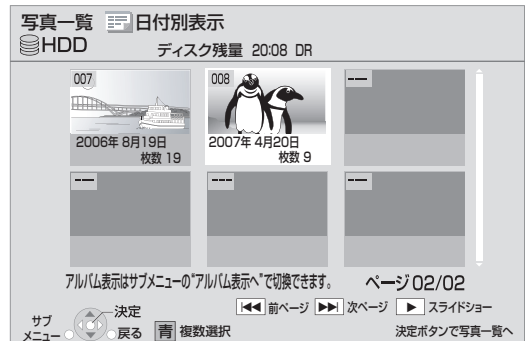 写真一覧 日付別表示
HDD ディスク残量 20:08 DR
007 008 ---
2006年 8月19日 2007年 4月20日
枚数 19 枚数 9
--- --- ---
アルバム表示はサブメニューの“アルバム表示へ”で切換できます。 ページ 02/02
前ページ 次ページ スライドショー
サブメニュー 決定 戻る
青 複数選択 決定ボタンで写真一覧へ